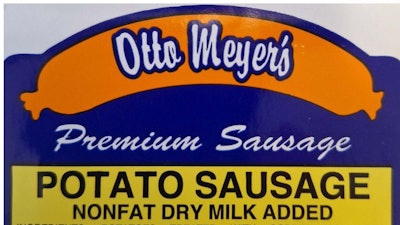 Otto Meyer's
Premium Sausage
POTATO SAUSAGE
NONFAT DRY MILK ADDED